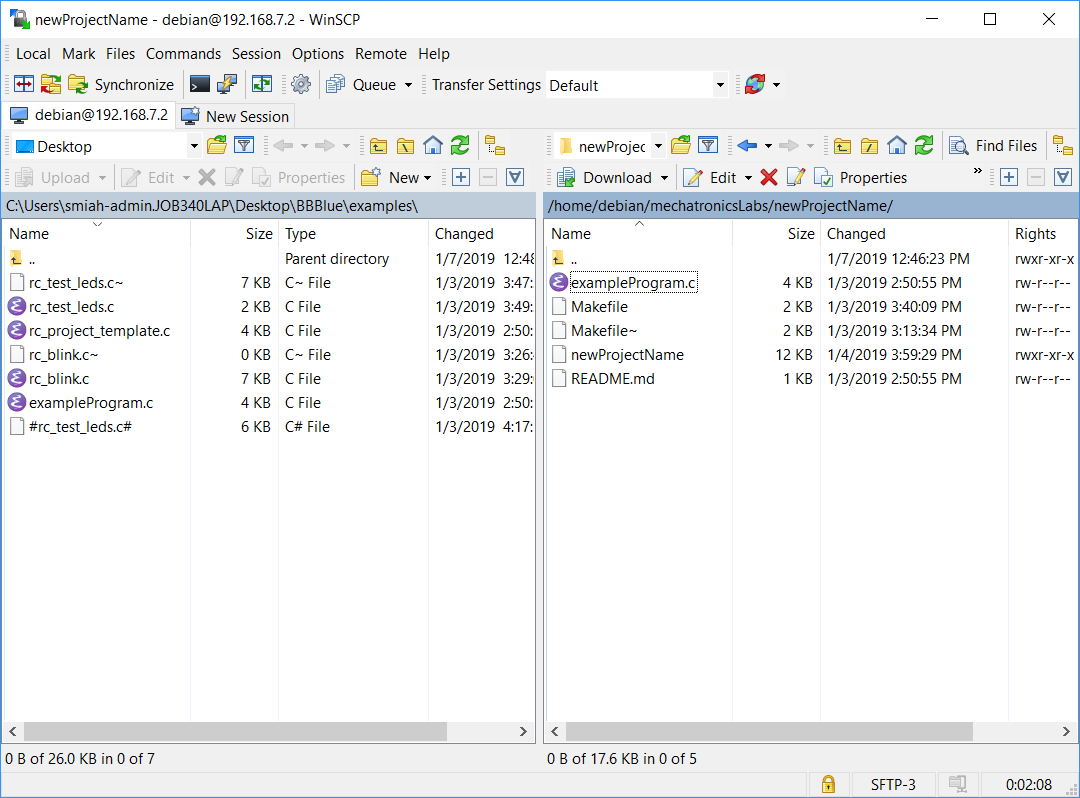 newProjectName - debian@192.168.7.2 - WinSCP
Local Mark Files Commands Session Options Remote Help
Synchronize Queue Transfer Settings Default
debian@192.168.7.2 New Session
Desktop
Upload Edit Properties New
C:\Users\smiah-admin.JOB340LAP\Desktop\BBBlue\examples\
Name Size Type Changed
.. Parent directory 1/7/2019 12:48
rc_test_leds.c~ 7 KB C~ File 1/3/2019 3:47:
rc_test_leds.c 2 KB C File 1/3/2019 3:49:
rc_project_template.c 4 KB C File 1/3/2019 2:50:
rc_blink.c~ 0 KB C~ File 1/3/2019 3:26:
rc_blink.c 7 KB C File 1/3/2019 3:29:
exampleProgram.c 4 KB C File 1/3/2019 2:50:
#rc_test_leds.c# 6 KB C# File 1/3/2019 4:17:
0 B of 26.0 KB in 0 of 7
newProjec Find Files
Download Edit Properties »
/home/debian/mechatronicsLabs/newProjectName/
Name Size Changed Rights
.. 1/7/2019 12:46:23 PM rwxr-xr-x
exampleProgram.c 4 KB 1/3/2019 2:50:55 PM rw-r--r--
Makefile 2 KB 1/3/2019 3:40:09 PM rw-r--r--
Makefile~ 2 KB 1/3/2019 3:13:34 PM rw-r--r--
newProjectName 12 KB 1/4/2019 3:59:29 PM rwxr-xr-x
README.md 1 KB 1/3/2019 2:50:55 PM rw-r--r--
0 B of 17.6 KB in 0 of 5
SFTP-3 0:02:08